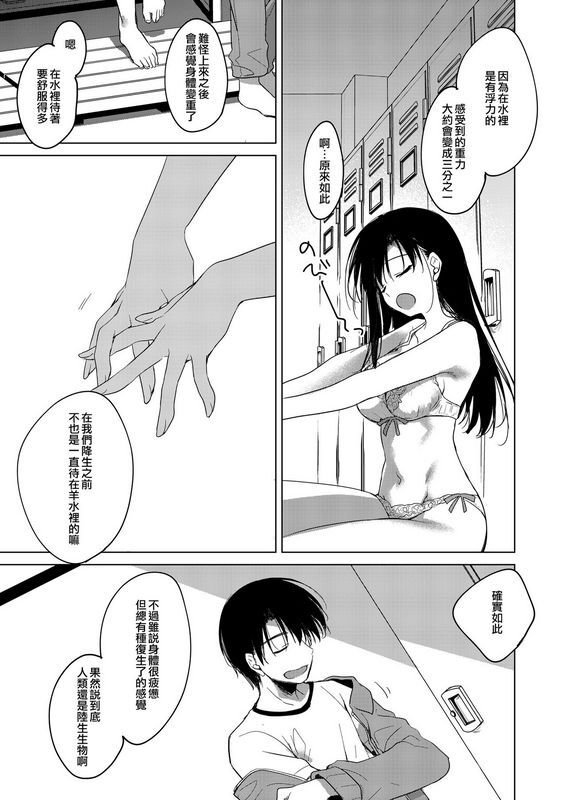 因為在水裡
是有浮力的
感受到的重力
大約會變成三分之一
啊…原來如此
のびっ
難怪上來之後
會感覺身體變重了
嗯
在水裡待著
要舒服得多
在我們降生之前
不也是一直待在羊水裡的嘛
確實如此
不過雖説身體很疲憊
但總有種復生了的感覺
果然説到底
人類還是陸生生物啊